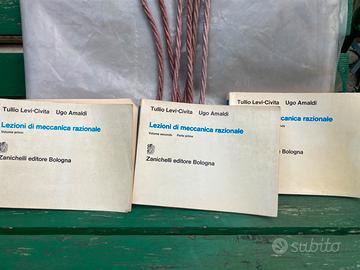 Tullio Levi-Civita Ugo Amaldi
Lezioni di meccanica razionale
Volume primo
Zanichelli editore Bologna
Tullio Levi-Civita Ugo Amaldi
Lezioni di meccanica razionale
Volume secondo Parte prima
Zanichelli editore Bologna
Tullio Levi-Civita Ugo Amaldi
di meccanica razionale
Bologna
subito